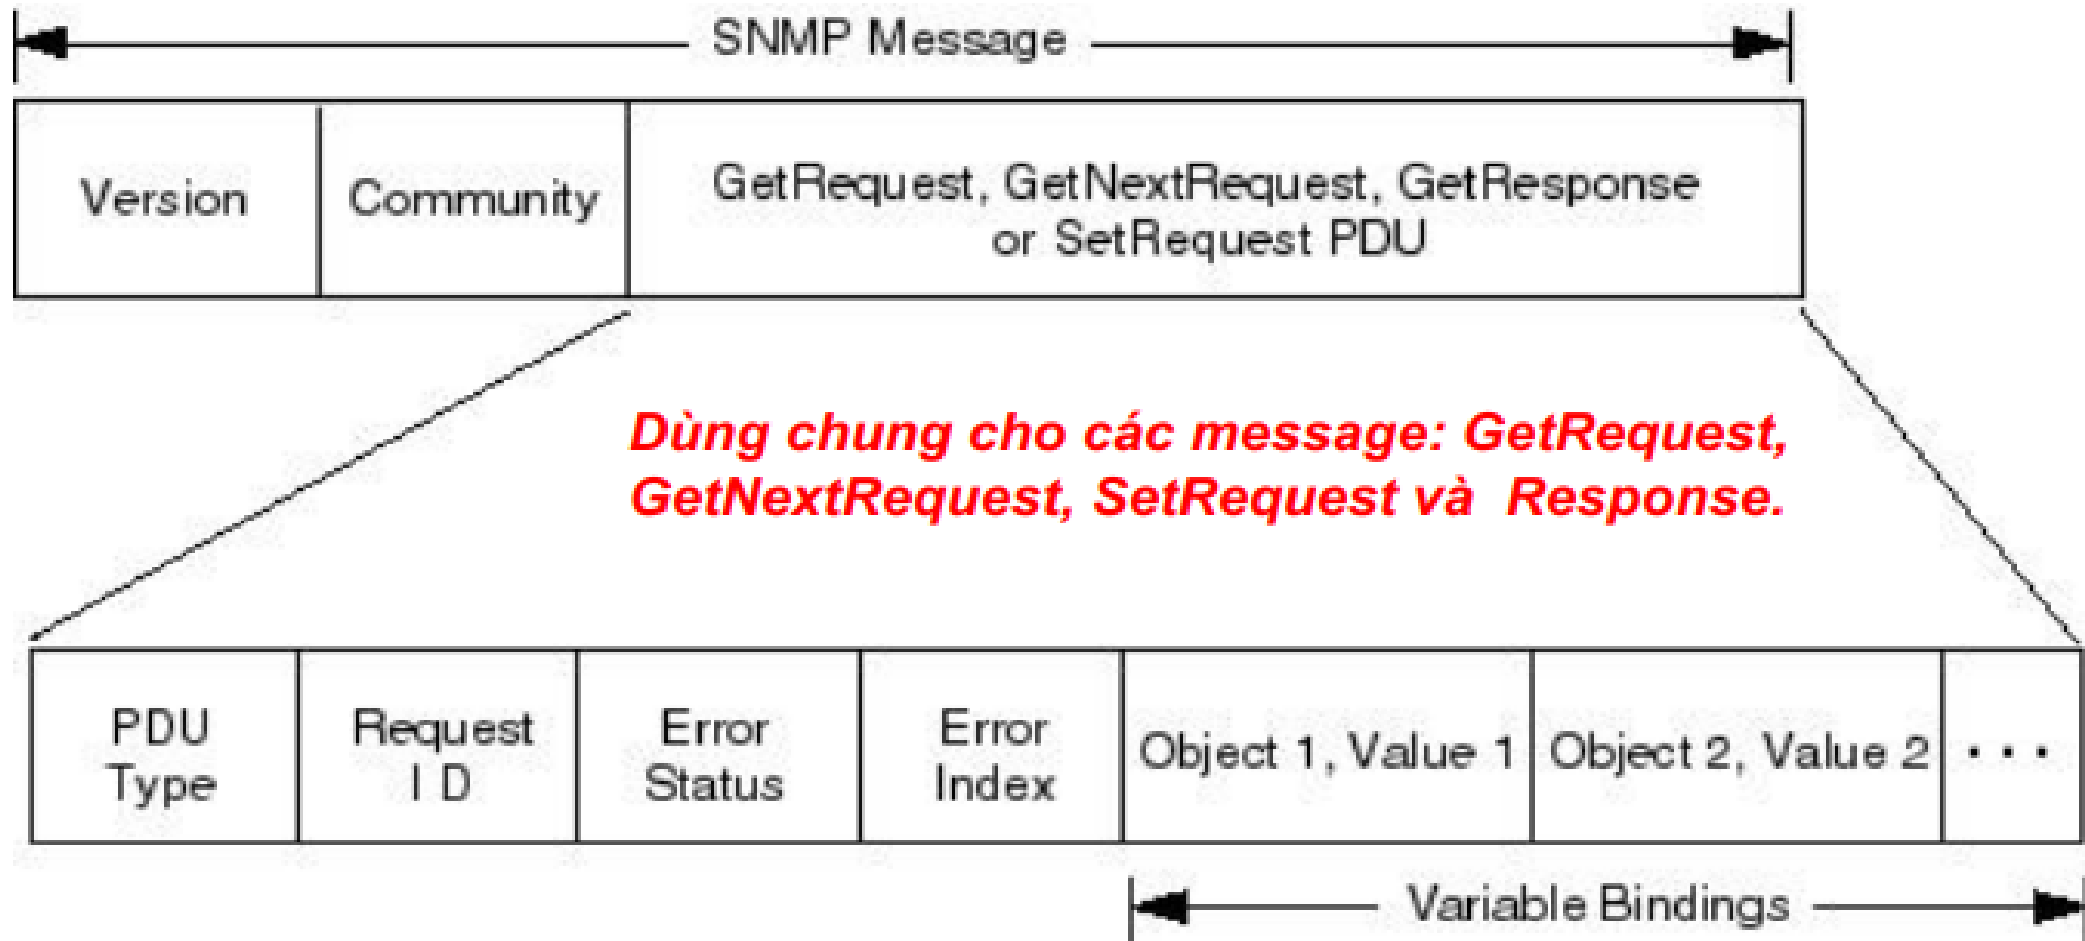 SNMP Message
Version
Community
GetRequest, GetNextRequest, GetResponse
or SetRequest PDU
Dùng chung cho các message: GetRequest,
GetNextRequest, SetRequest và Response.
PDU
Type
Request
ID
Error
Status
Error
Index
Object 1, Value 1
Object 2, Value 2
...
Variable Bindings